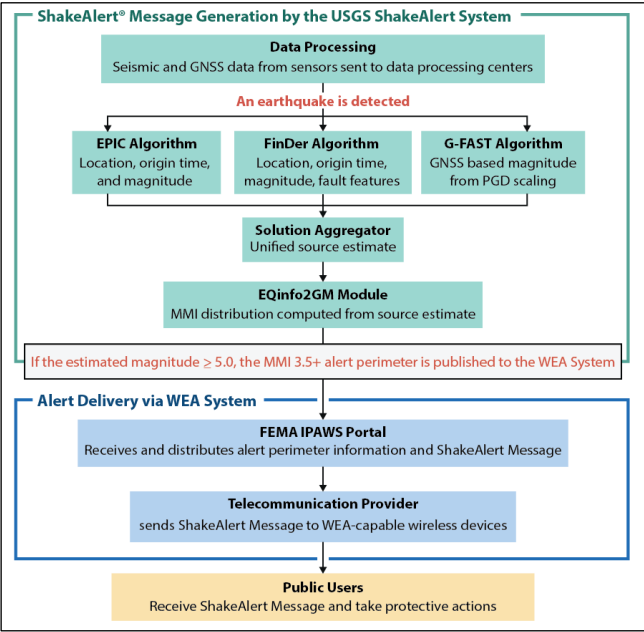 ShakeAlert® Message Generation by the USGS ShakeAlert System
Data Processing
Seismic and GNSS data from sensors sent to data processing centers
An earthquake is detected
EPIC Algorithm
Location, origin time,
and magnitude
FinDer Algorithm
Location, origin time,
magnitude, fault features
G-FAST Algorithm
GNSS based magnitude
from PGD scaling
Solution Aggregator
Unified source estimate
EQinfo2GM Module
MMI distribution computed from source estimate
If the estimated magnitude ≥ 5.0, the MMI 3.5+ alert perimeter is published to the WEA System
Alert Delivery via WEA System
FEMA IPAWS Portal
Receives and distributes alert perimeter information and ShakeAlert Message
Telecommunication Provider
sends ShakeAlert Message to WEA-capable wireless devices
Public Users
Receive ShakeAlert Message and take protective actions